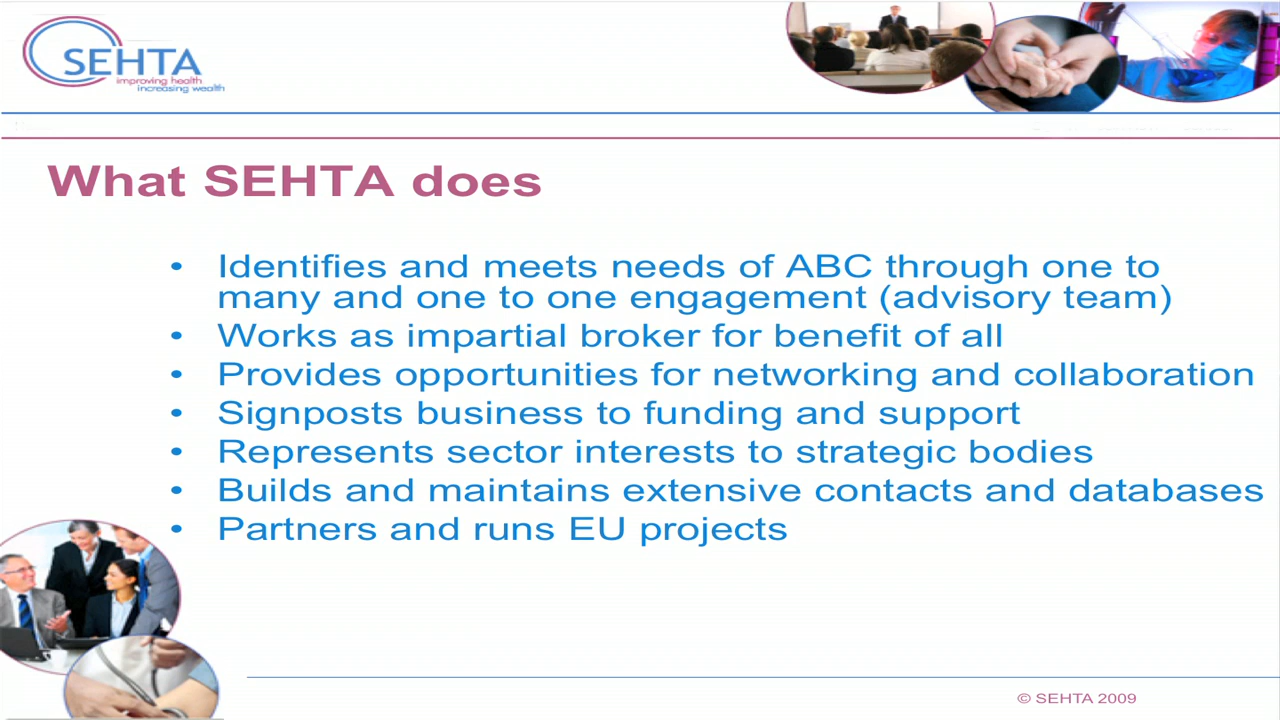 SEHTA
improving health
increasing wealth
What SEHTA does
• Identifies and meets needs of ABC through one to
many and one to one engagement (advisory team)
• Works as impartial broker for benefit of all
• Provides opportunities for networking and collaboration
• Signposts business to funding and support
• Represents sector interests to strategic bodies
• Builds and maintains extensive contacts and databases
• Partners and runs EU projects
© SEHTA 2009